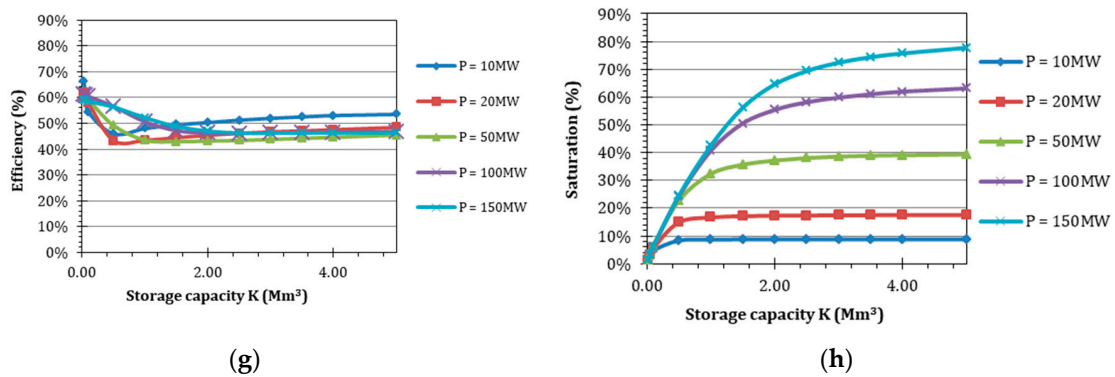 90%
80%
70%
60%
50%
40%
30%
20%
10%
0%
Efficiency (%)
0.00
2.00
4.00
Storage capacity K (Mm³)
P = 10MW
P = 20MW
P = 50MW
P = 100MW
P = 150MW
(g)
90%
80%
70%
60%
50%
40%
30%
20%
10%
0%
Saturation (%)
0.00
2.00
4.00
Storage capacity K (Mm³)
P = 10MW
P = 20MW
P = 50MW
P = 100MW
P = 150MW
(h)